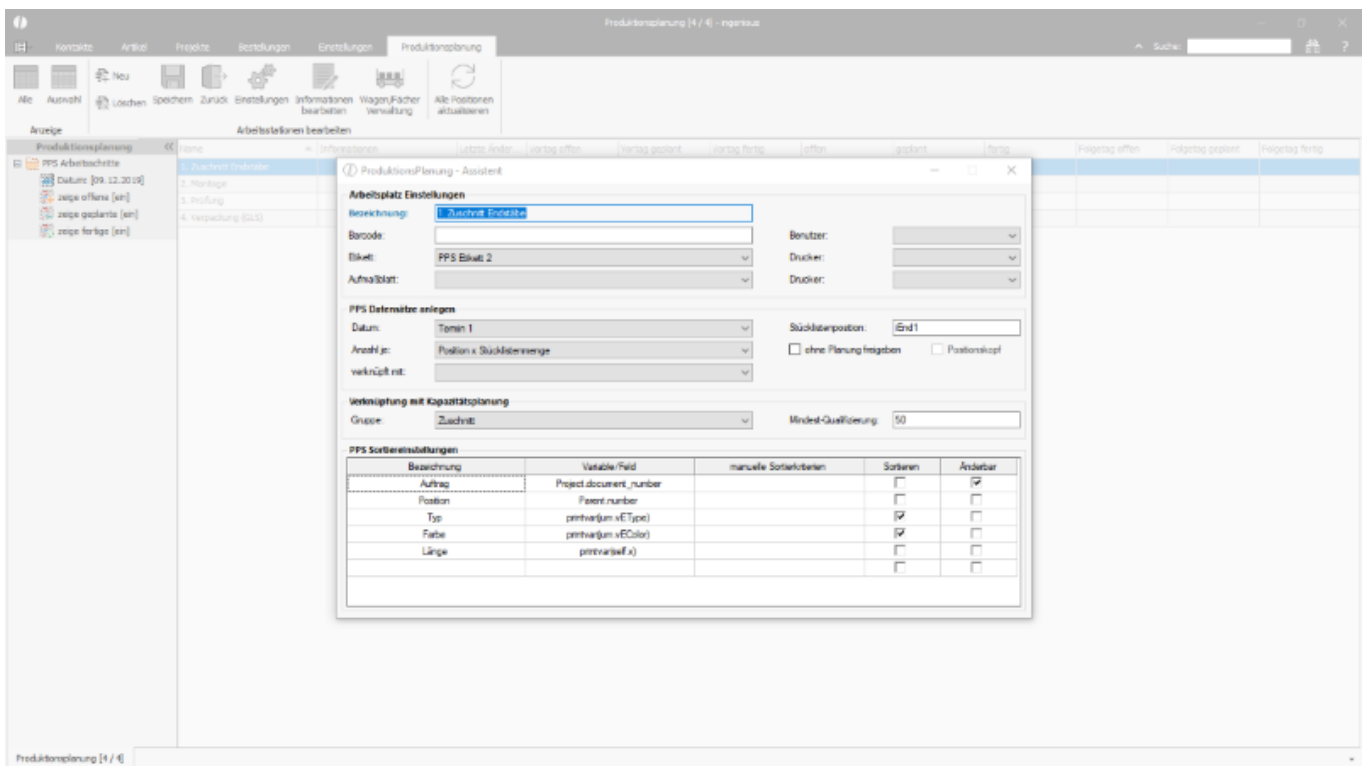 Produktionsplanung [4 / 4] - ingenious
Kontakte Artikel Projekte Bestellungen Einstellungen Produktionsplanung Suche: ?
Alle Auswahl Neu Löschen Speichern Zurück Einstellungen Informationen bearbeiten Wagen/Fächer Verwaltung Alle Positionen aktualisieren
Anzeige Arbeitsstationen bearbeiten
Produktionsplanung Name Informationen Letzte Änder... Vortag offen Vortag geplant Vortag fertig offen geplant fertig Folgetag offen Folgetag geplant Folgetag fertig
PPS Arbeitsschritte 1. Zuschnitt Endstäbe
Datum: [09.12.2019] 2. Montage
zeige offene [ein] 3. Prüfung
zeige geplante [ein] 4. Verpackung (GLS)
zeige fertige [ein]
ProduktionsPlanung - Assistent
Arbeitsplatz Einstellungen
Bezeichnung: 1. Zuschnitt Endstäbe
Barcode: Benutzer:
Etikett: PPS Etikett 2 Drucker:
Aufmaßblatt: Drucker:
PPS Datensätze anlegen
Datum: Termin 1 Stücklistenposition: iEnd1
Anzahl je: Position x Stücklistenmenge ohne Planung freigeben Positionskopf
verknüpft mit:
Verknüpfung mit Kapazitätsplanung
Gruppe: Zuschnitt Mindest-Qualifizierung: 50
PPS Sortiereinstellungen
Bezeichnung Variable/Feld manuelle Sortierkriterien Sortieren Änderbar
Auftrag Project.document_number
Position Parent.number
Typ printvar(jum.vEType)
Farbe printvar(jum.vEColor)
Länge printvar(self.x)
Produktionsplanung [4 / 4]